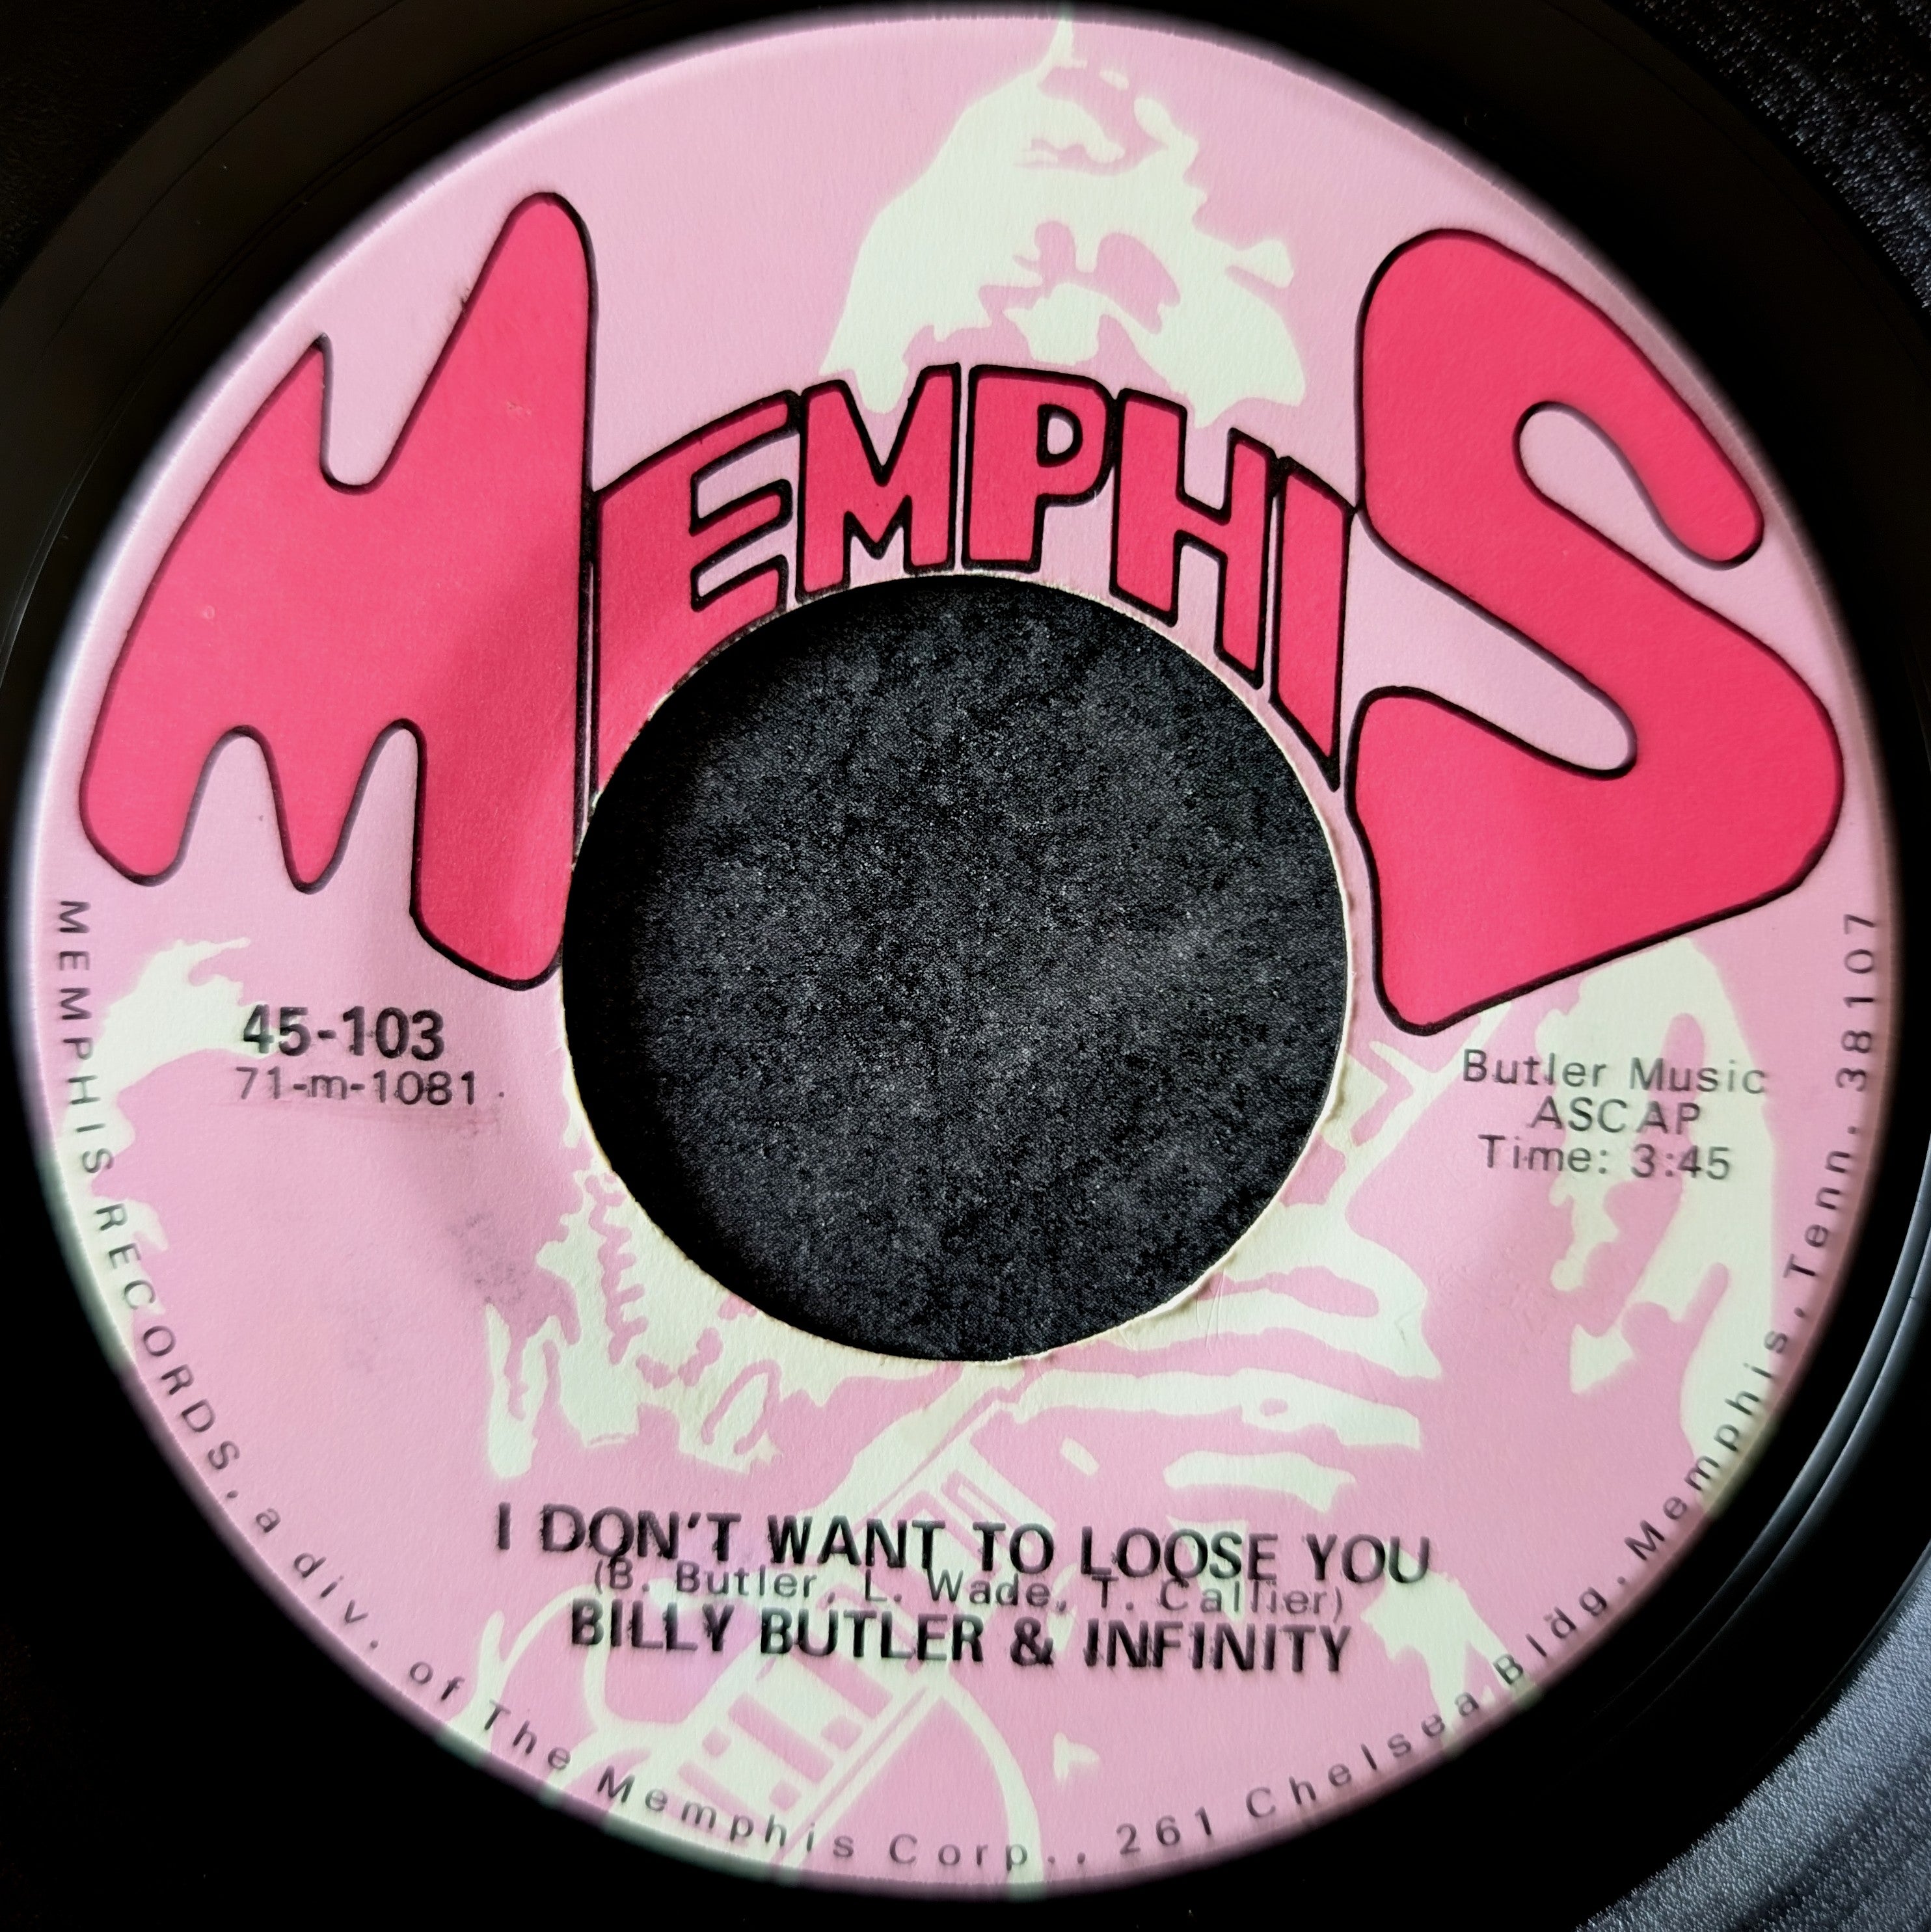 MEMPHIS
45-103
71-m-1081
Butler Music
ASCAP
Time: 3:45
I DON'T WANT TO LOOSE YOU
(B. Butler, L. Wade, T. Callier)
BILLY BUTLER & INFINITY
MEMPHIS RECORDS, a div. of The Memphis Corp., 261 Chelsea Bldg., Memphis, Tenn. 38107